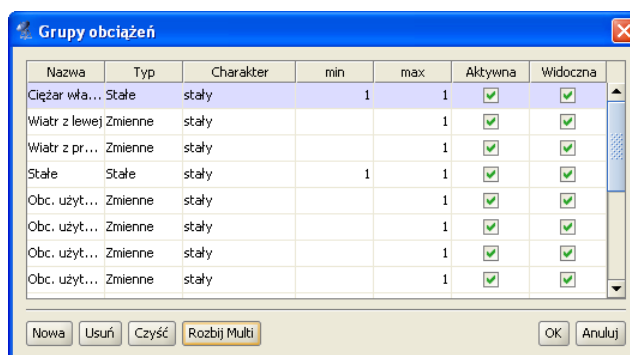 Grupy obciążeń
Nazwa Typ Charakter min max Aktywna Widoczna
Ciężar wła... Stałe stały 1 1
Wiatr z lewej Zmienne stały 1
Wiatr z pr... Zmienne stały 1
Stałe Stałe stały 1 1
Obc. użyt... Zmienne stały 1
Obc. użyt... Zmienne stały 1
Obc. użyt... Zmienne stały 1
Obc. użyt... Zmienne stały 1
Nowa Usuń Czyść Rozbij Multi OK Anuluj